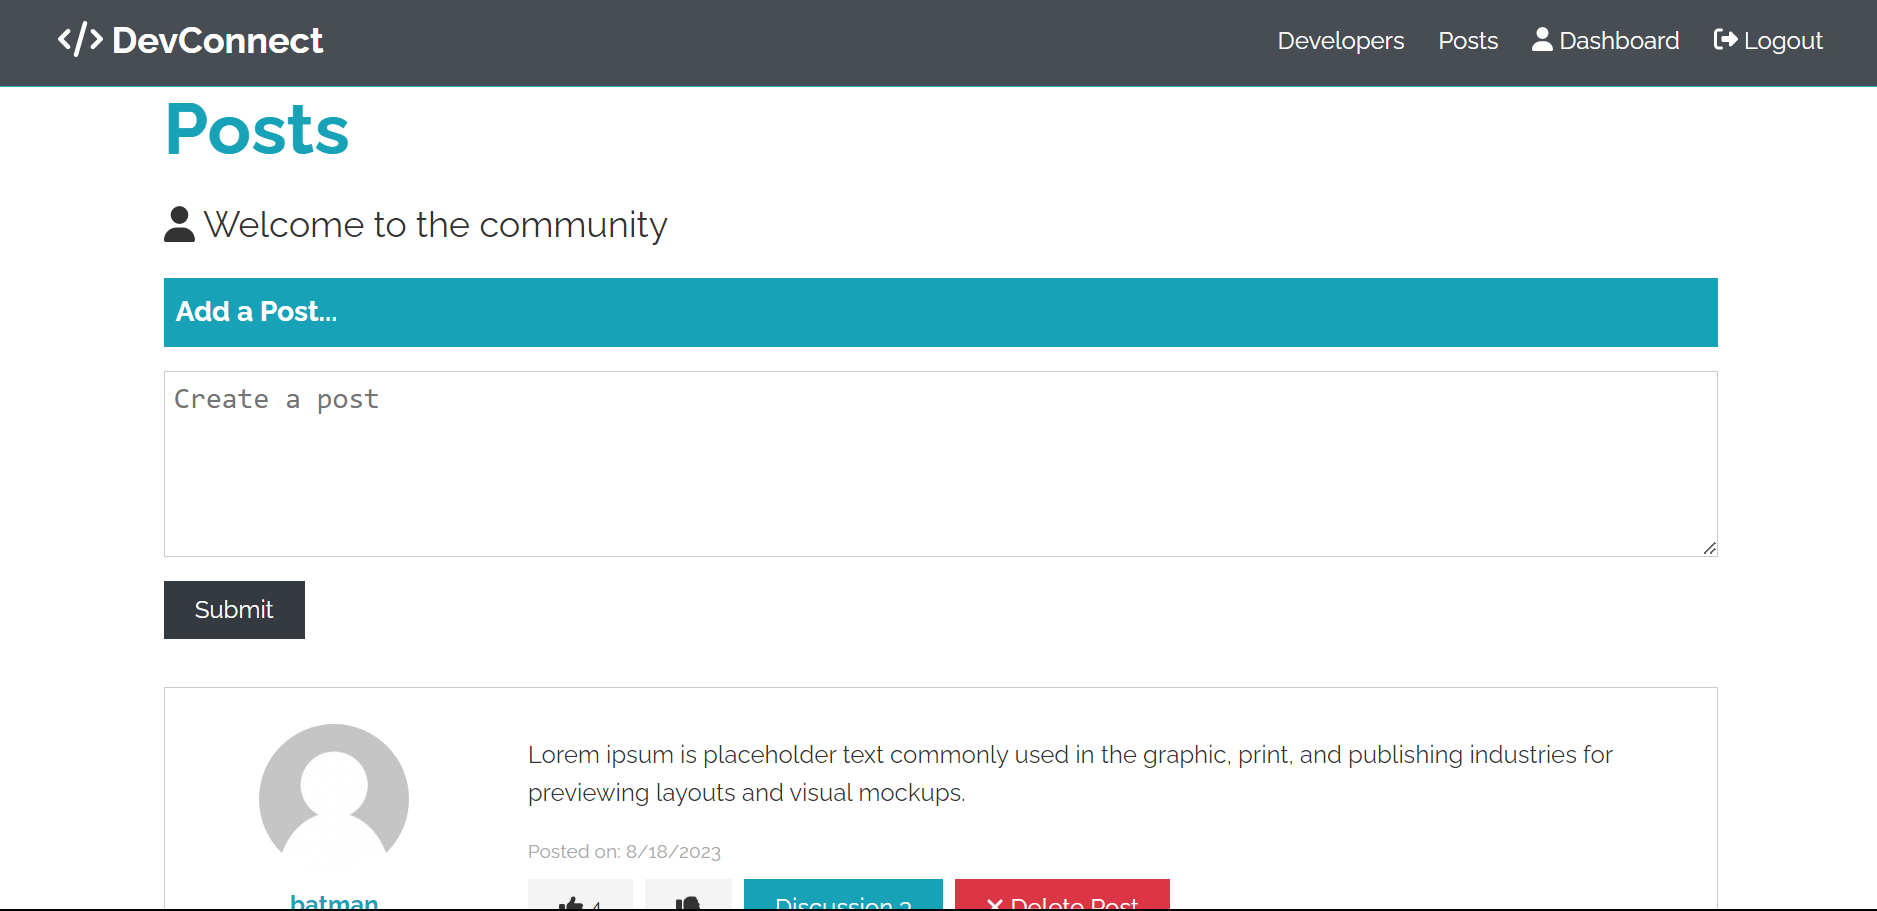 DevConnect
Developers Posts Dashboard Logout
Posts
Welcome to the community
Add a Post...
Create a post
Submit
Lorem ipsum is placeholder text commonly used in the graphic, print, and publishing industries for
previewing layouts and visual mockups.
Posted on: 8/18/2023
batman
4
Discussion
Delete Post